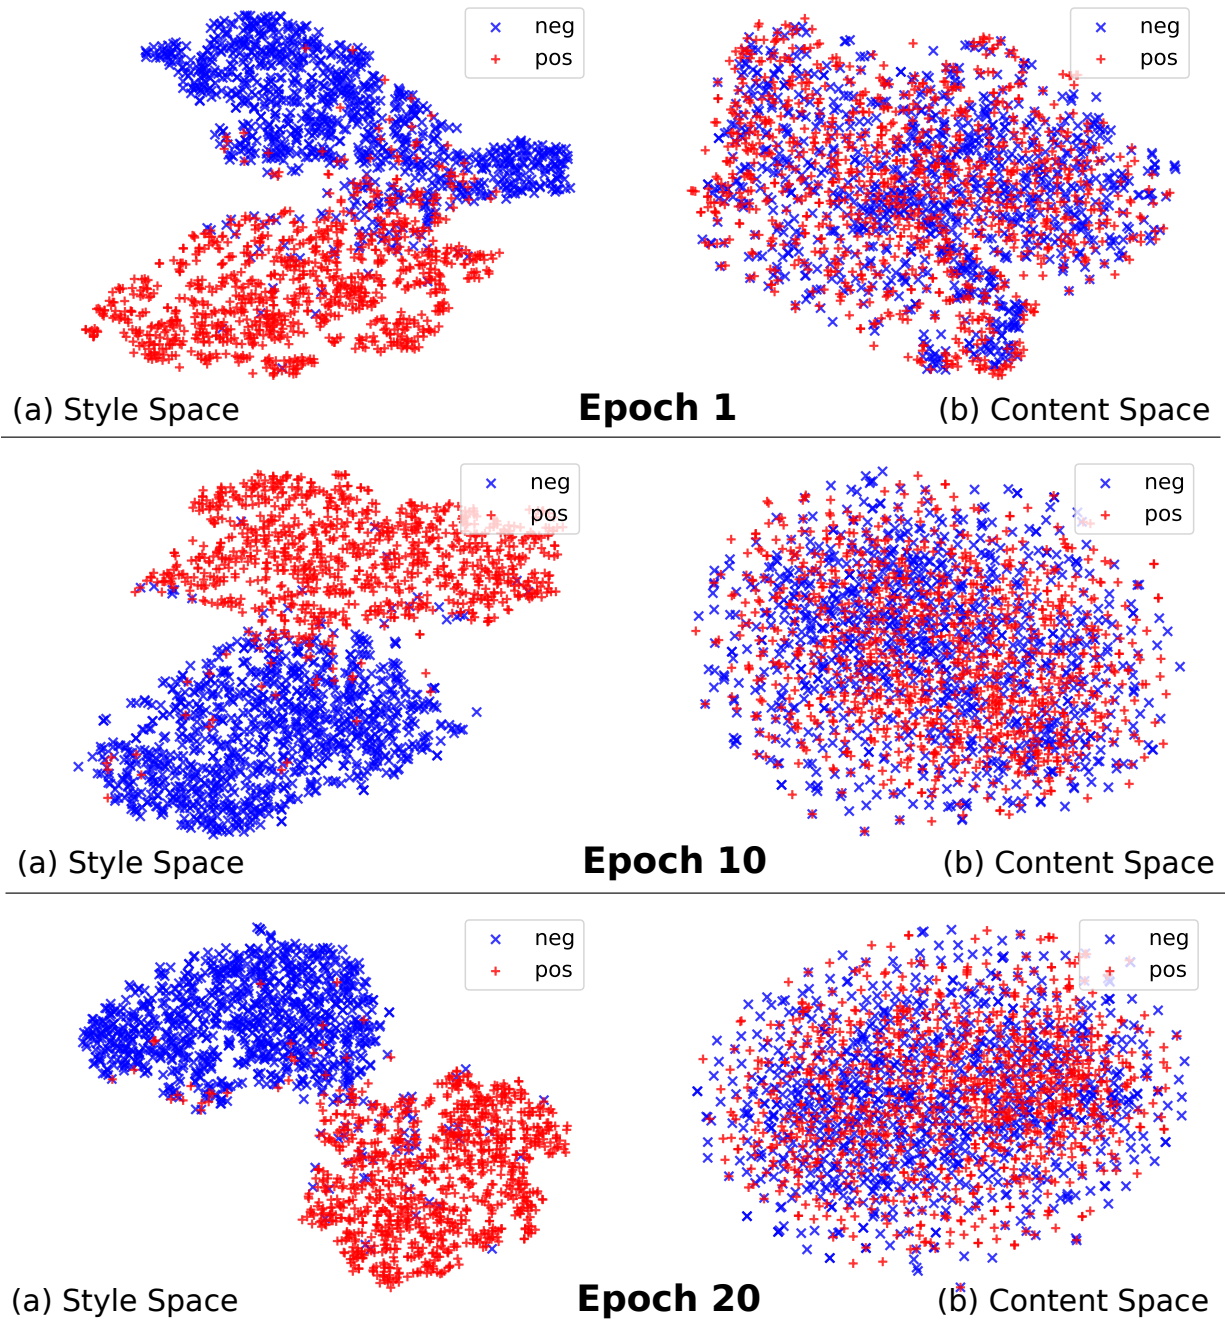 neg
pos
neg
pos
(a) Style Space
Epoch 1
(b) Content Space
neg
pos
neg
pos
(a) Style Space
Epoch 10
(b) Content Space
neg
pos
neg
pos
(a) Style Space
Epoch 20
(b) Content Space